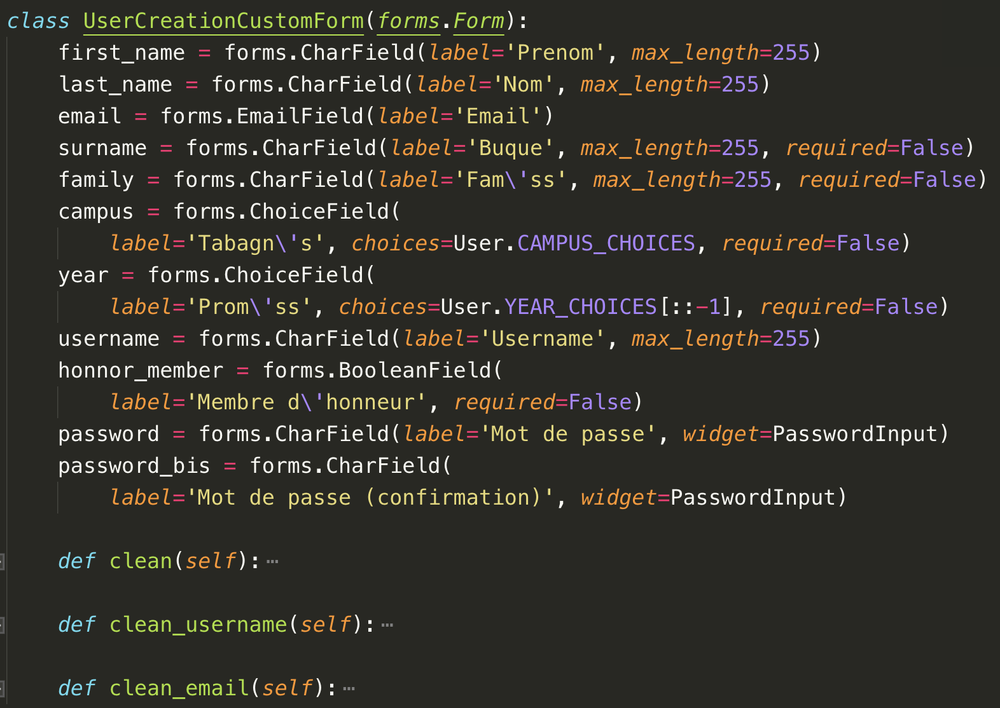 class UserCreationCustomForm(forms.Form):
    first_name = forms.CharField(label='Prenom', max_length=255)
    last_name = forms.CharField(label='Nom', max_length=255)
    email = forms.EmailField(label='Email')
    surname = forms.CharField(label='Buque', max_length=255, required=False)
    family = forms.CharField(label='Fam\'ss', max_length=255, required=False)
    campus = forms.ChoiceField(
        label='Tabagn\'s', choices=User.CAMPUS_CHOICES, required=False)
    year = forms.ChoiceField(
        label='Prom\'ss', choices=User.YEAR_CHOICES[::-1], required=False)
    username = forms.CharField(label='Username', max_length=255)
    honnor_member = forms.BooleanField(
        label='Membre d\'honneur', required=False)
    password = forms.CharField(label='Mot de passe', widget=PasswordInput)
    password_bis = forms.CharField(
        label='Mot de passe (confirmation)', widget=PasswordInput)
    def clean(self):⋯
    def clean_username(self):⋯
    def clean_email(self):⋯